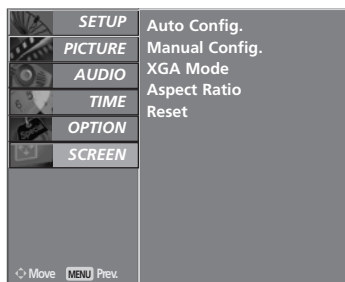 SETUP
PICTURE
AUDIO
TIME
OPTION
SCREEN
Auto Config.
Manual Config.
XGA Mode
Aspect Ratio
Reset
Move MENU Prev.